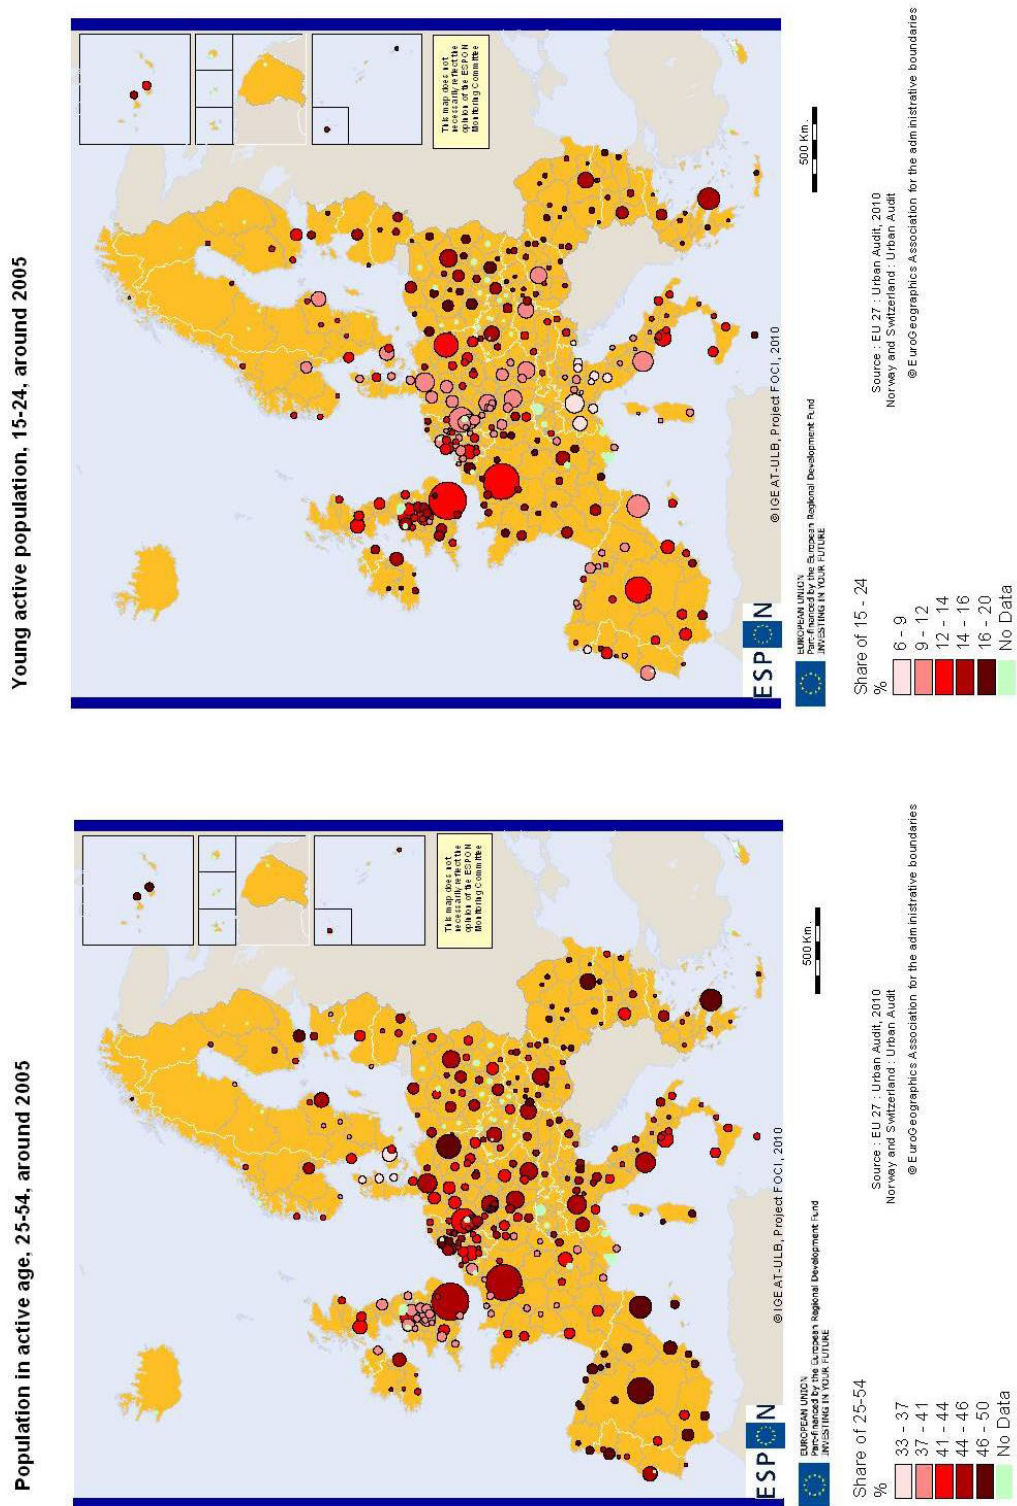 Young active population, 15-24, around 2005
This map does not
necessarily reflect the
opinion of the ESPON
Monitoring Committee
500 Km.
© IGEAT-ULB, Project FOCI, 2010
ESPON
EUROPEAN UNION
Part-financed by the European Regional Development Fund
INVESTING IN YOUR FUTURE
Source : EU 27 : Urban Audit, 2010
Norway and Switzerland : Urban Audit
© EuroGeographics Association for the administrative boundaries
Share of 15 - 24
%
6 - 9
9 - 12
12 - 14
14 - 16
16 - 20
No Data
Population in active age, 25-54, around 2005
This map does not
necessarily reflect the
opinion of the ESPON
Monitoring Committee
500 Km.
© IGEAT-ULB, Project FOCI, 2010
ESPON
EUROPEAN UNION
Part-financed by the European Regional Development Fund
INVESTING IN YOUR FUTURE
Source : EU 27 : Urban Audit, 2010
Norway and Switzerland : Urban Audit
© EuroGeographics Association for the administrative boundaries
Share of 25-54
%
33 - 37
37 - 41
41 - 44
44 - 46
46 - 50
No Data